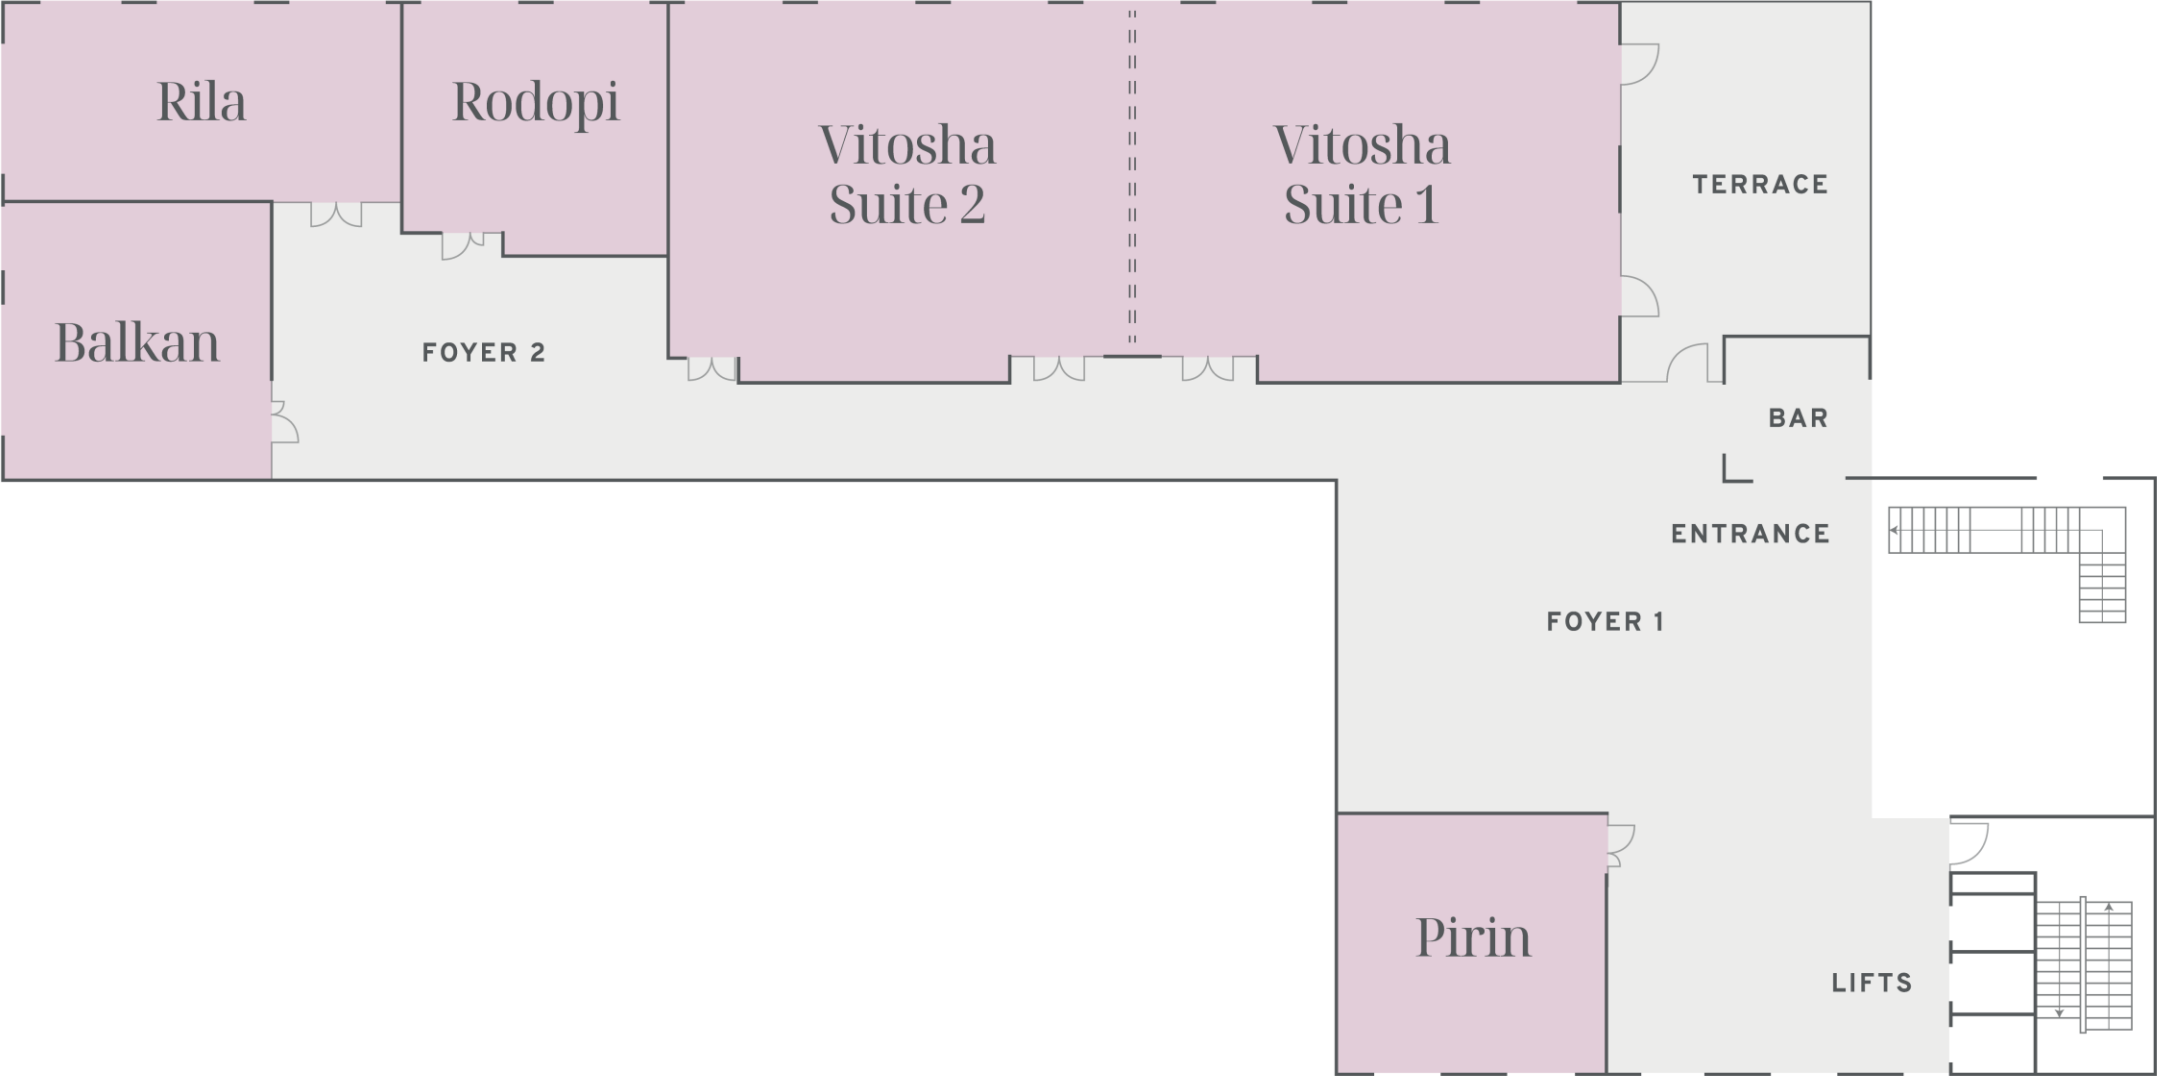 Rila
Rodopi
Vitosha
Suite 2
Vitosha
Suite 1
TERRACE
Balkan
FOYER 2
BAR
ENTRANCE
FOYER 1
Pirin
LIFTS